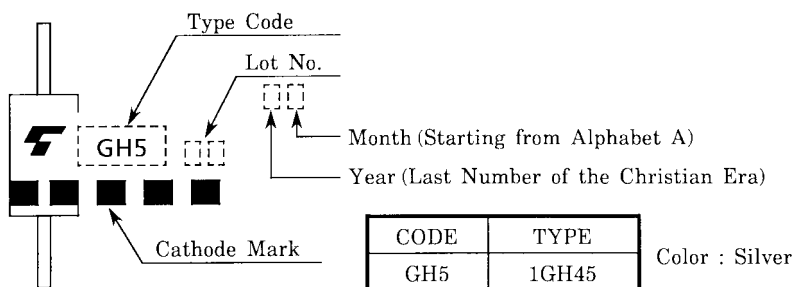 Type Code
Lot No.
GH5
Month (Starting from Alphabet A)
Year (Last Number of the Christian Era)
Cathode Mark
CODE TYPE
GH5 1GH45
Color : Silver